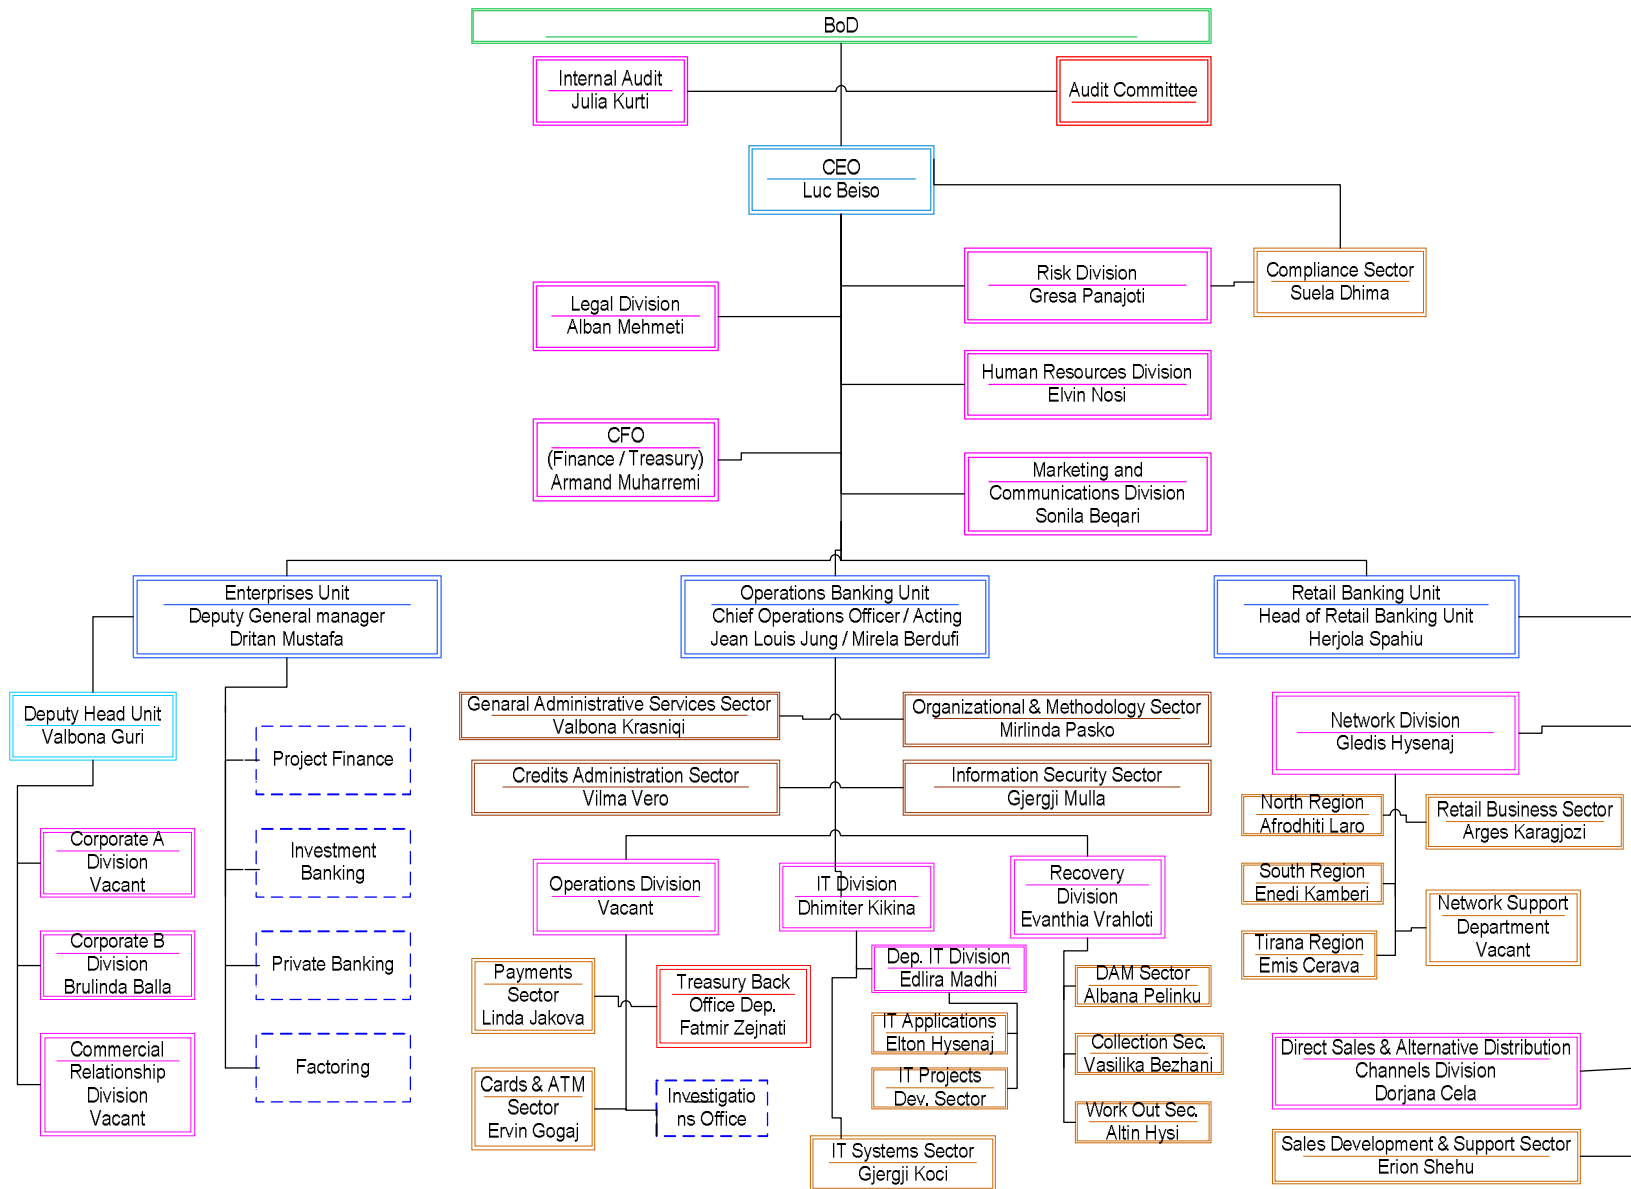 BoD
Internal Audit
Julia Kurti
Audit Committee
CEO
Luc Beiso
Risk Division
Gresa Panajoti
Compliance Sector
Suela Dhima
Legal Division
Alban Mehmeti
Human Resources Division
Elvin Nosi
CFO
(Finance / Treasury)
Armand Muharremi
Marketing and
Communications Division
Sonila Beqari
Enterprises Unit
Deputy General manager
Dritan Mustafa
Operations Banking Unit
Chief Operations Officer / Acting
Jean Louis Jung / Mirela Berdufi
Retail Banking Unit
Head of Retail Banking Unit
Herjola Spahiu
Deputy Head Unit
Valbona Guri
Project Finance
Investment
Banking
Private Banking
Factoring
Corporate A
Division
Vacant
Corporate B
Division
Brulinda Balla
Commercial
Relationship
Division
Vacant
Genaral Administrative Services Sector
Valbona Krasniqi
Organizational & Methodology Sector
Mirlinda Pasko
Credits Administration Sector
Vilma Vero
Information Security Sector
Gjergji Mulla
Operations Division
Vacant
IT Division
Dhimiter Kikina
Recovery
Division
Evanthia Vrahloti
Payments
Sector
Linda Jakova
Treasury Back
Office Dep.
Fatmir Zejnati
Cards & ATM
Sector
Ervin Gogaj
Investigatio
ns Office
Dep. IT Division
Edlira Madhi
IT Applications
Elton Hysenaj
IT Projects
Dev. Sector
IT Systems Sector
Gjergji Koci
DAM Sector
Albana Pelinku
Collection Sec.
Vasilika Bezhani
Work Out Sec.
Altin Hysi
Network Division
Gledis Hysenaj
North Region
Afrodhiti Laro
Retail Business Sector
Arges Karagjozi
South Region
Enedi Kamberi
Network Support
Department
Vacant
Tirana Region
Emis Cerava
Direct Sales & Alternative Distribution
Channels Division
Dorjana Cela
Sales Development & Support Sector
Erion Shehu